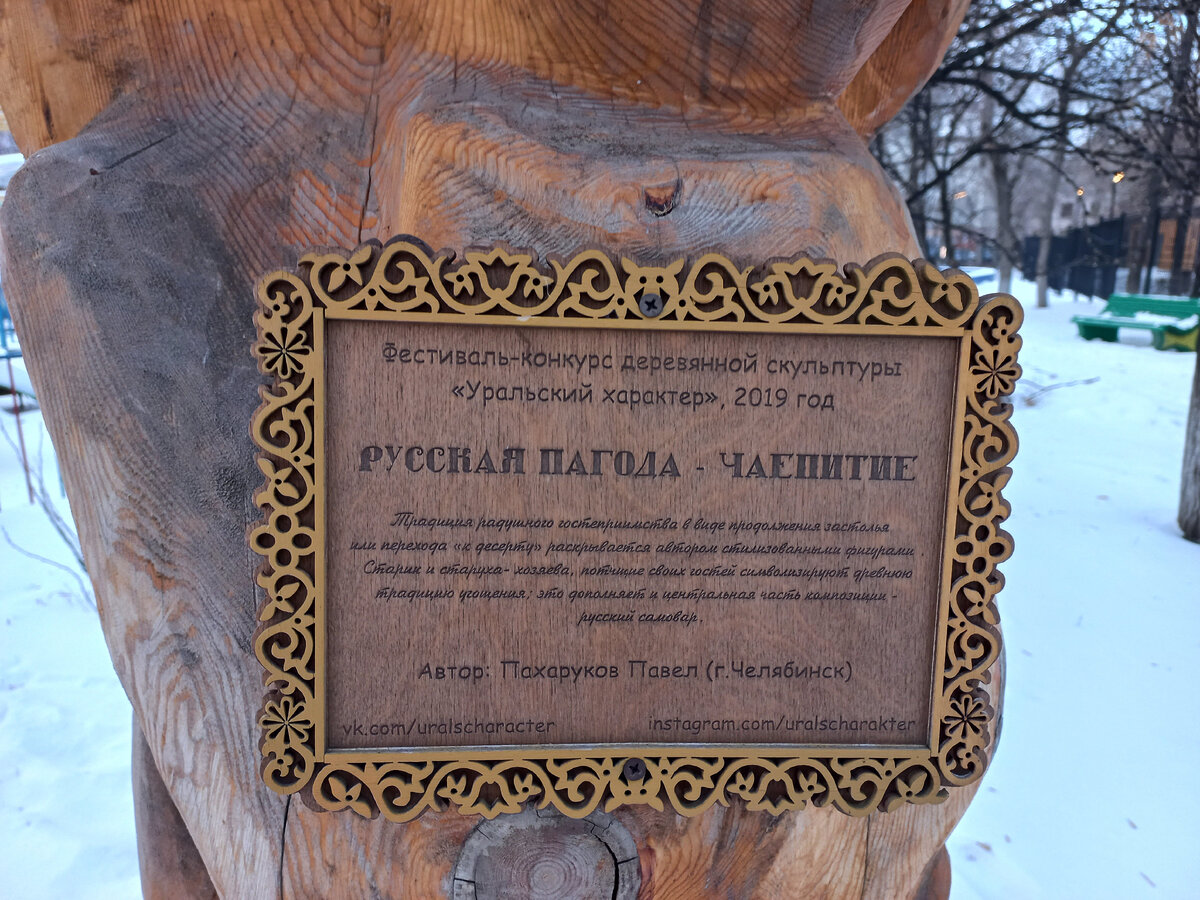 Фестиваль-конкурс деревянной скульптуры
«Уральский характер», 2019 год
РУССКАЯ ПАГОДА - ЧАЕПИТИЕ
Традиция радушного гостеприимства в виде продолжения застолья
или перехода «к десерту» раскрывается автором стилизованными фигурами.
Старик и старуха- хозяева, потчущие своих гостей символизируют древнюю
традицию угощения; это дополняет и центральная часть композиции -
русский самовар.
Автор: Пахаруков Павел (г.Челябинск)
vk.com/uralscharacter
instagram.com/uralscharakter